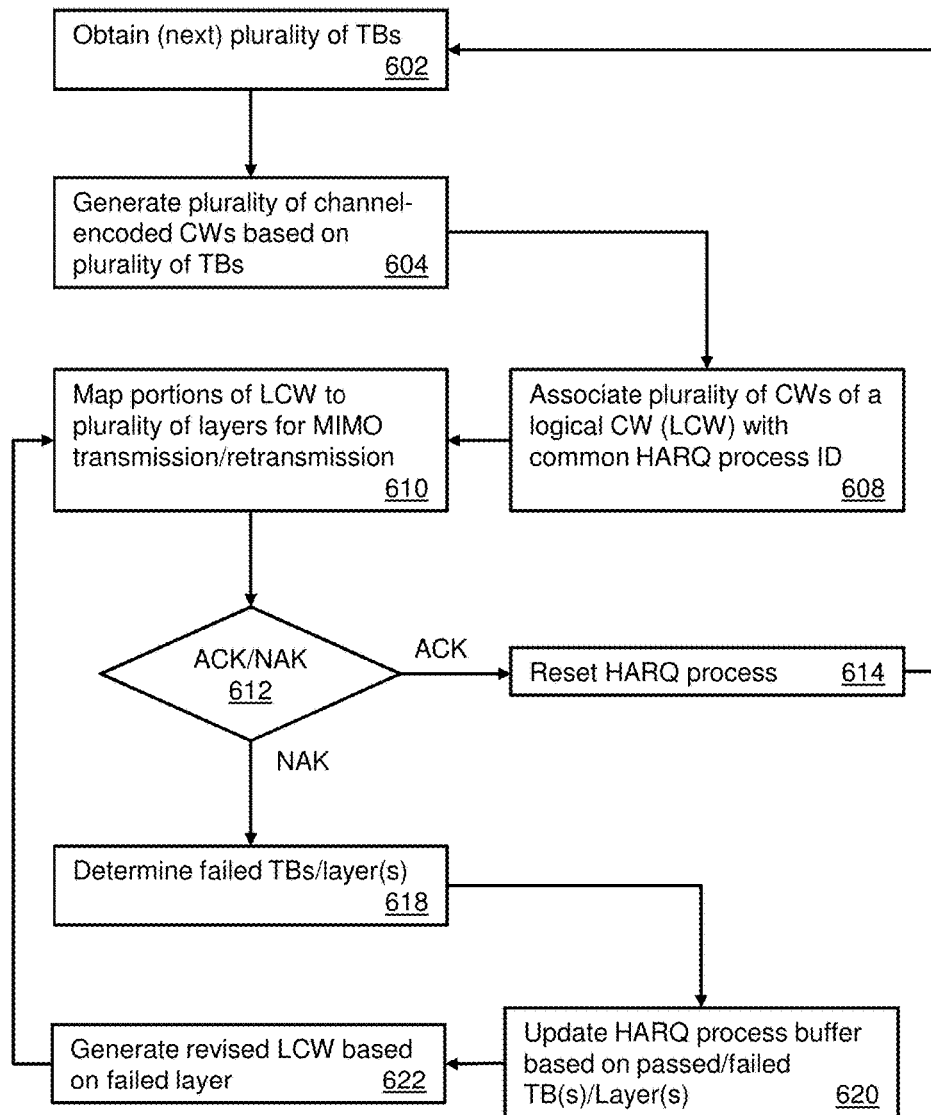 Obtain (next) plurality of TBs
602
Generate plurality of channel-
encoded CWs based on
plurality of TBs
604
Map portions of LCW to
plurality of layers for MIMO
transmission/retransmission
610
Associate plurality of CWs of a
logical CW (LCW) with
common HARQ process ID
608
ACK/NAK
612
ACK
Reset HARQ process 614
NAK
Determine failed TBs/layer(s)
618
Generate revised LCW based
on failed layer 622
Update HARQ process buffer
based on passed/failed
TB(s)/Layer(s) 620